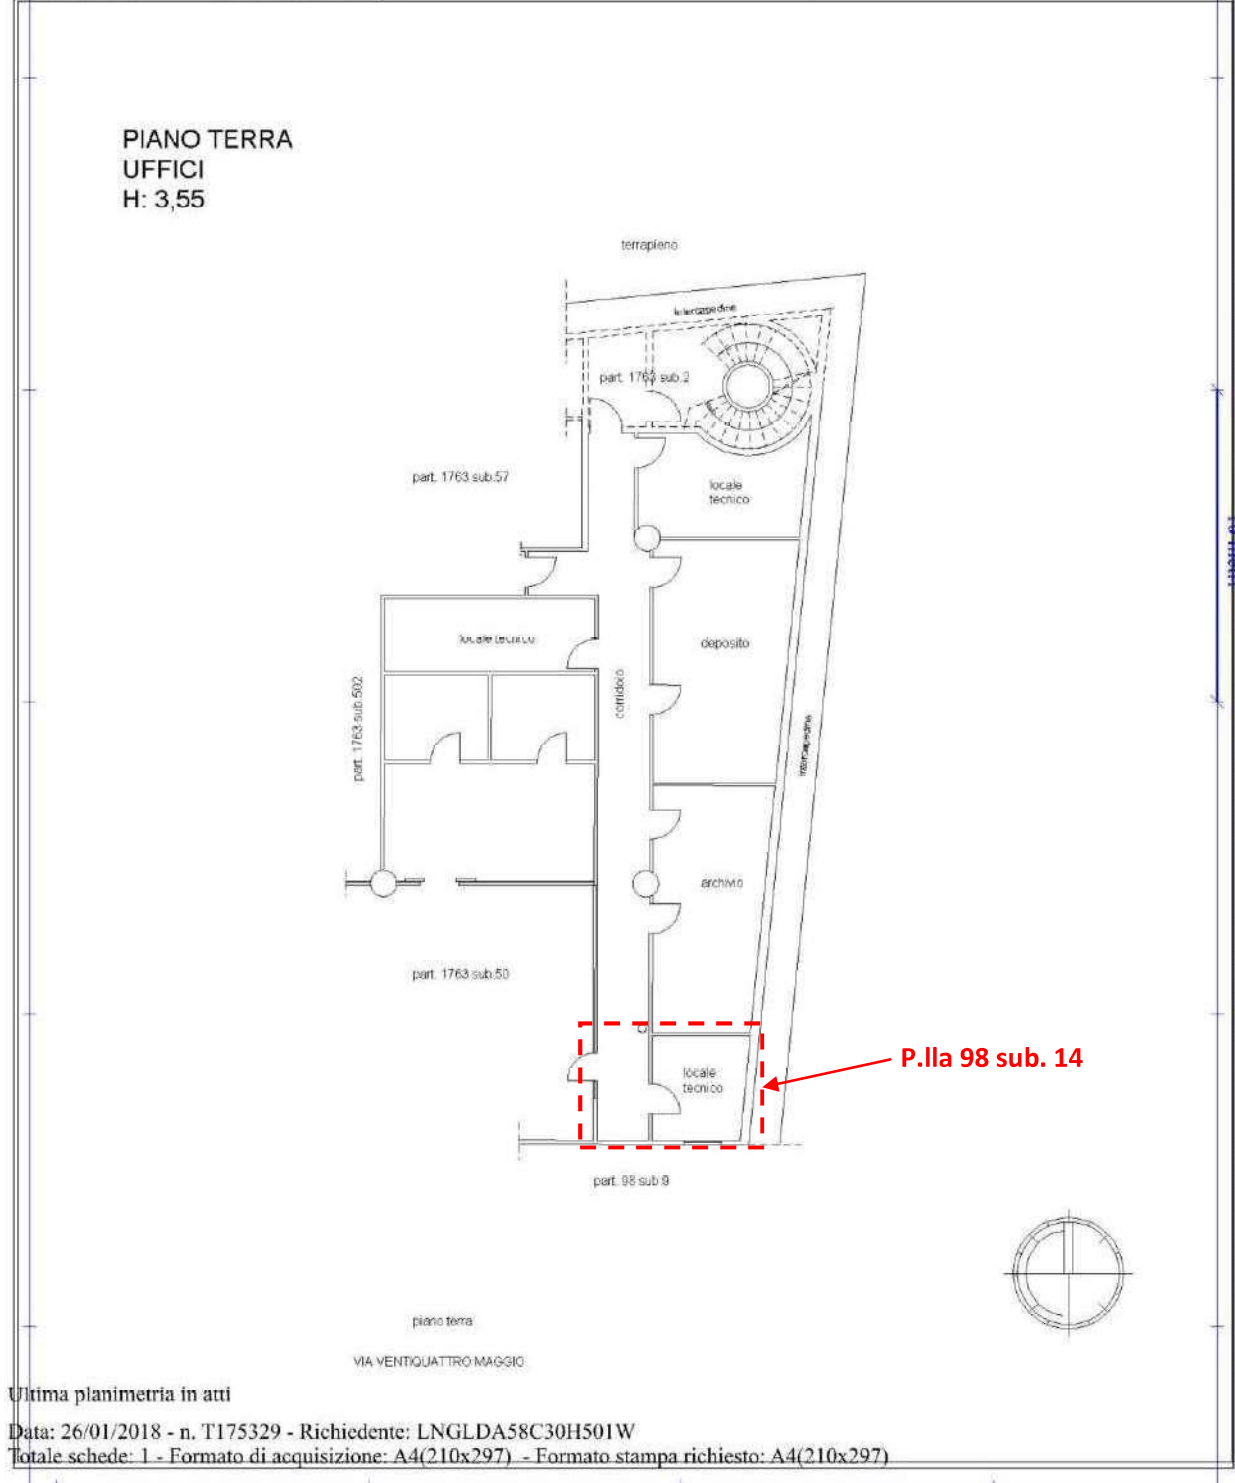 PIANO TERRA
UFFICI
H: 3,55
terrapieno
Intercapedine
part. 1763 sub.2
part. 1763 sub.57
locale
tecnico
locale tecnico
deposito
corridoio
part. 1763 sub.502
intercapedine
archivio
part. 1763 sub.50
P.lla 98 sub. 14
locale
tecnico
part. 98 sub 9
piano terra
VIA VENTIQUATTRO MAGGIO
Ultima planimetria in atti
Data: 26/01/2018 - n. T175329 - Richiedente: LNGLDA58C30H501W
Totale schede: 1 - Formato di acquisizione: A4(210x297) - Formato stampa richiesto: A4(210x297)